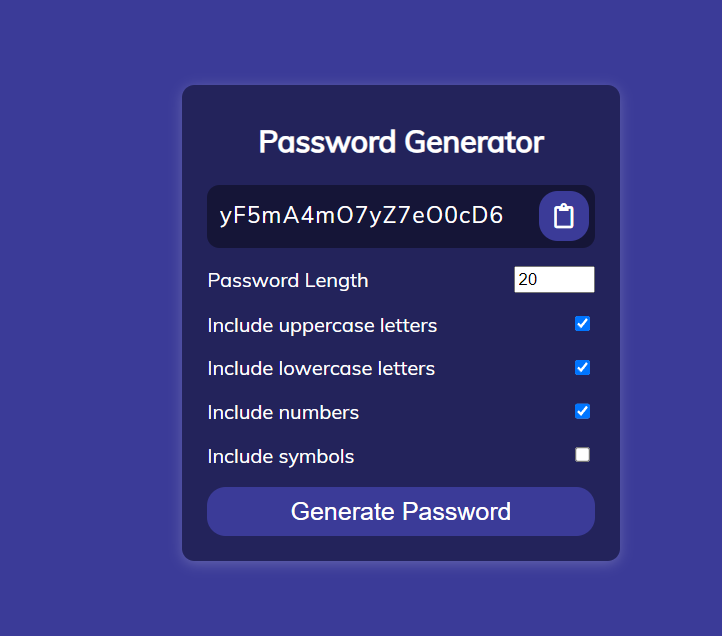 Password Generator
yF5mA4mO7yZ7eO0cD6
Password Length
20
Include uppercase letters
Include lowercase letters
Include numbers
Include symbols
Generate Password